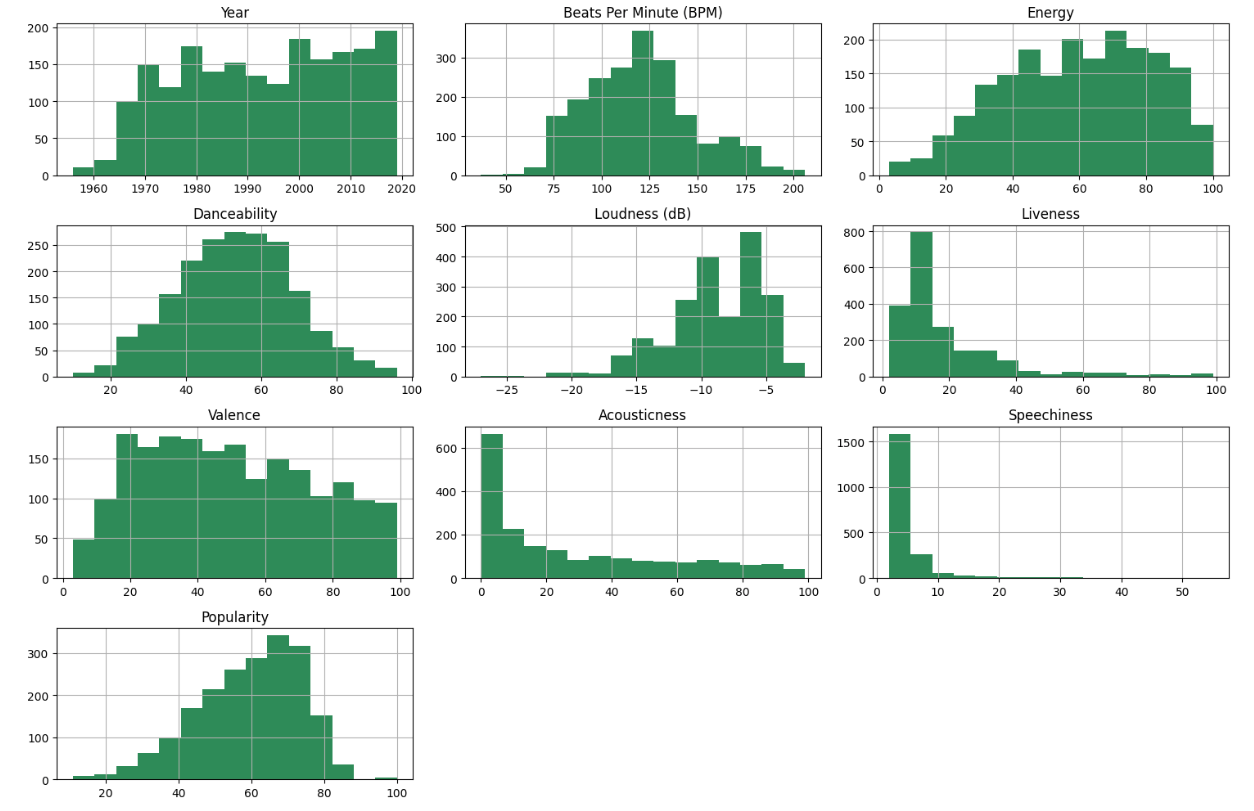 Year
200
150
100
50
0
1960 1970 1980 1990 2000 2010 2020
Beats Per Minute (BPM)
300
200
100
0
50 75 100 125 150 175 200
Energy
200
150
100
50
0
0 20 40 60 80 100
Danceability
250
200
150
100
50
0
20 40 60 80 100
Loudness (dB)
500
400
300
200
100
0
−25 −20 −15 −10 −5
Liveness
800
600
400
200
0
0 20 40 60 80 100
Valence
150
100
50
0
0 20 40 60 80 100
Acousticness
600
400
200
0
0 20 40 60 80 100
Speechiness
1500
1000
500
0
0 10 20 30 40 50
Popularity
300
200
100
0
20 40 60 80 100